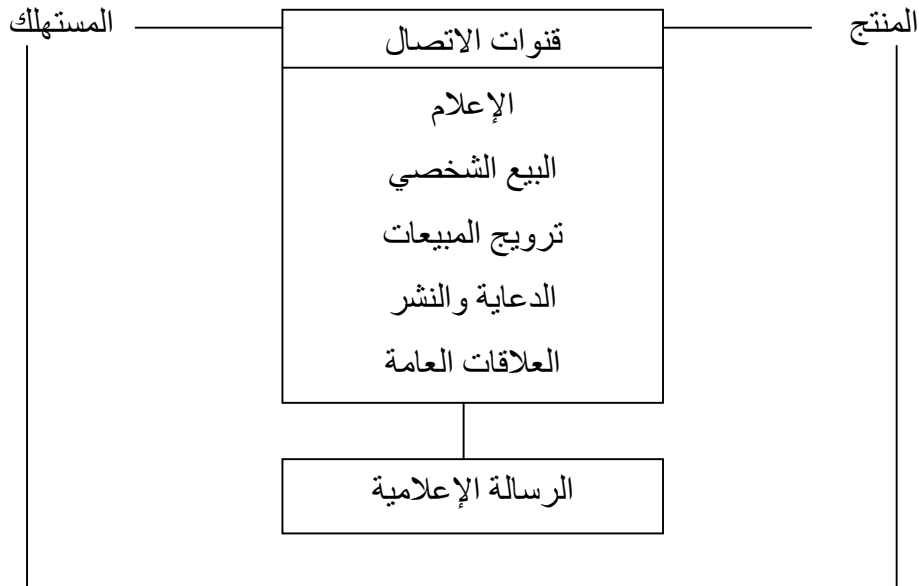 المنتج
المستهلك
قنوات الاتصال
الإعلام
البيع الشخصي
ترويج المبيعات
الدعاية والنشر
العلاقات العامة
الرسالة الإعلامية